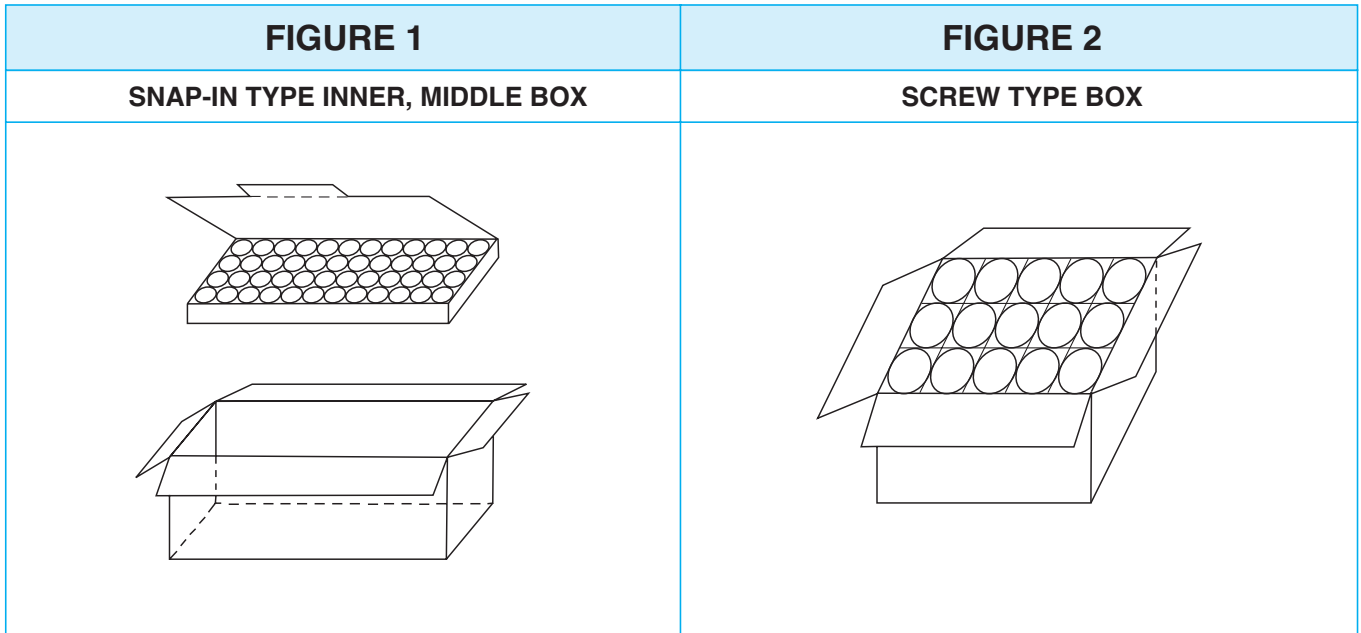 FIGURE 1
FIGURE 2
SNAP-IN TYPE INNER, MIDDLE BOX
SCREW TYPE BOX